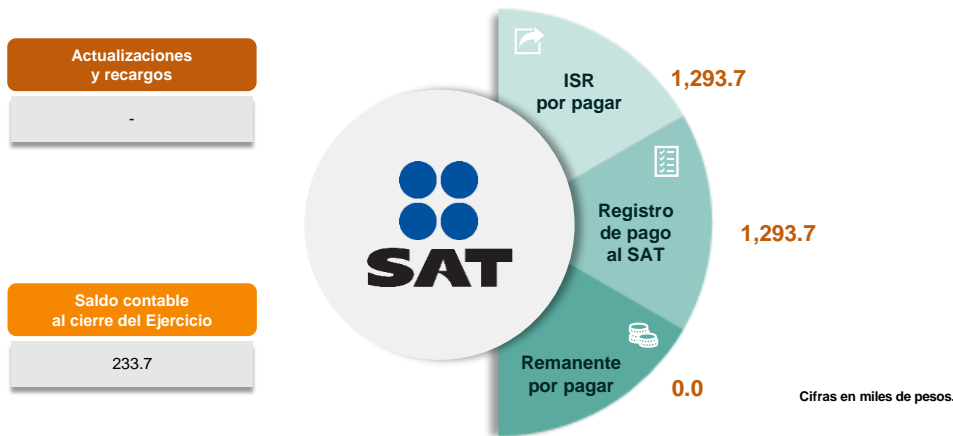 Actualizaciones
y recargos
-
Saldo contable
al cierre del Ejercicio
233.7
SAT
ISR
por pagar
1,293.7
Registro
de pago
al SAT
1,293.7
Remanente
por pagar
0.0
Cifras en miles de pesos.